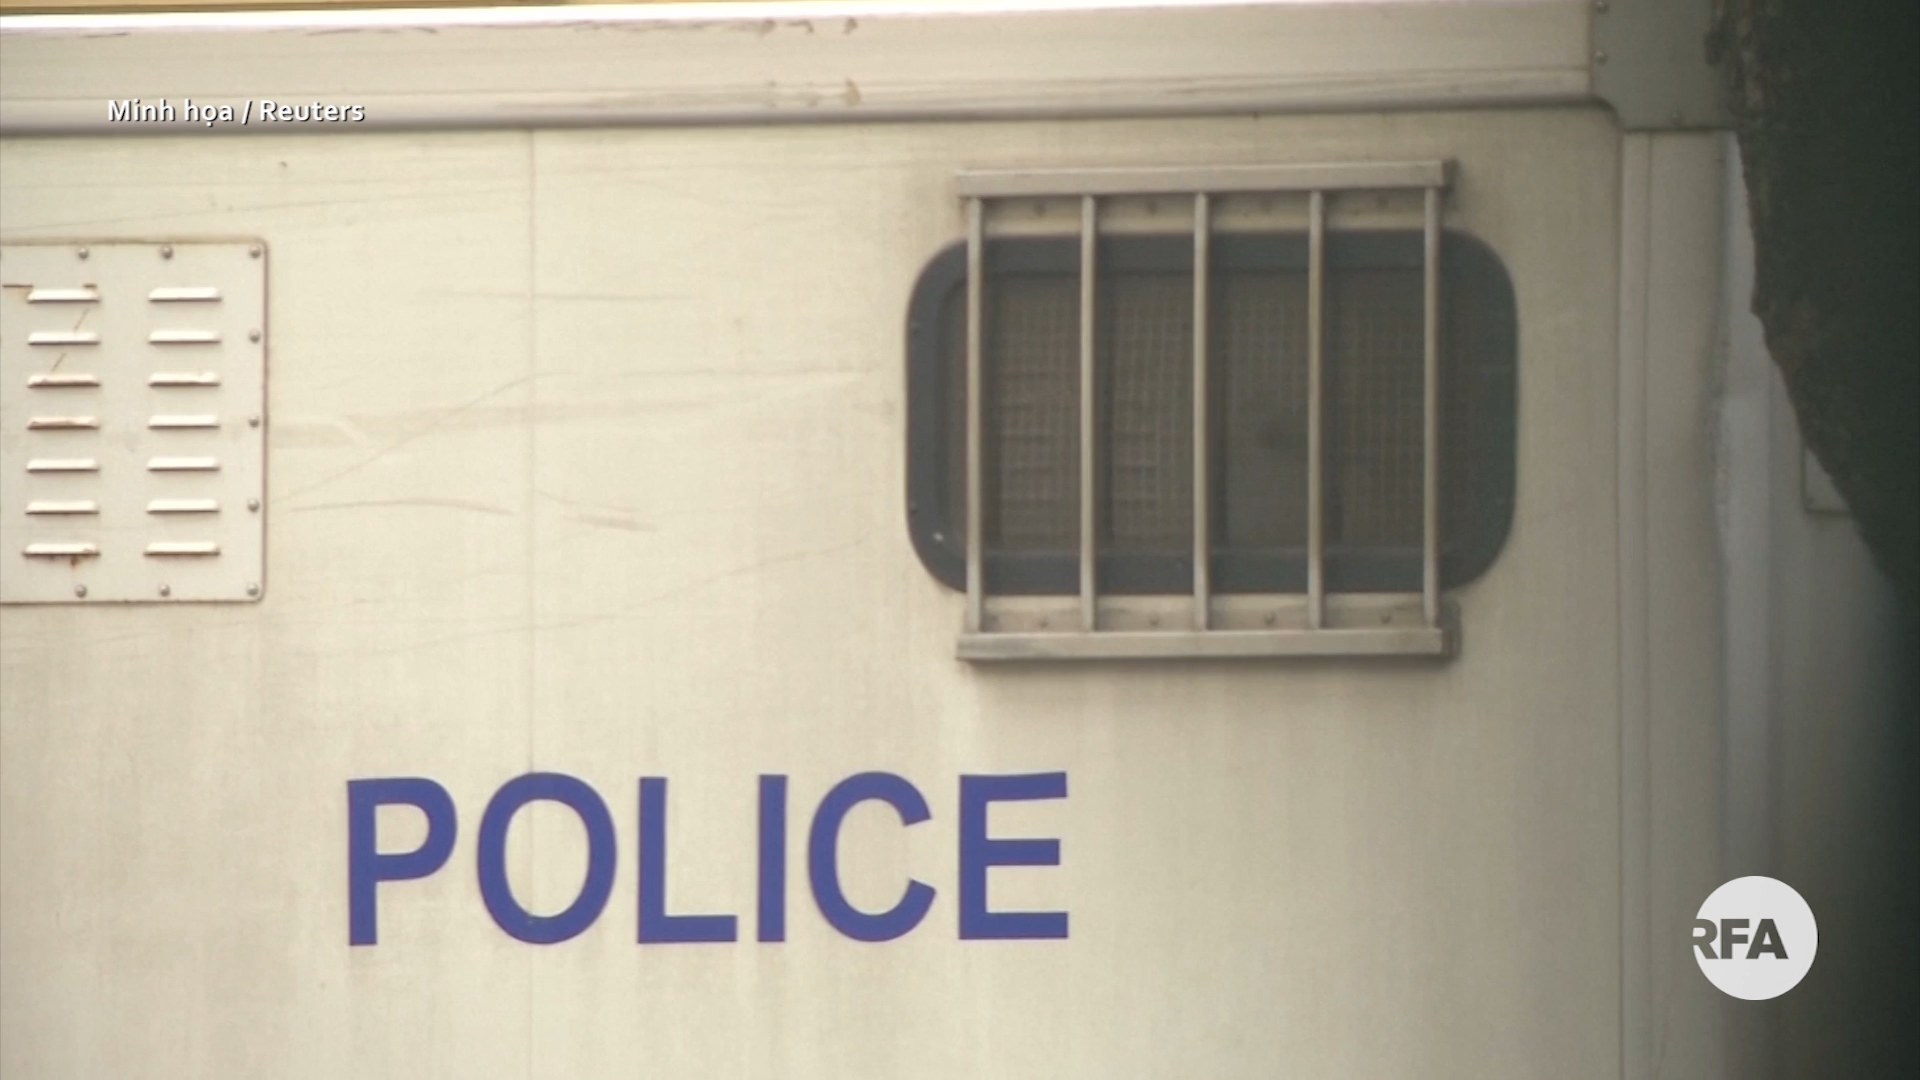 Minh họa / Reuters
POLICE
RFA